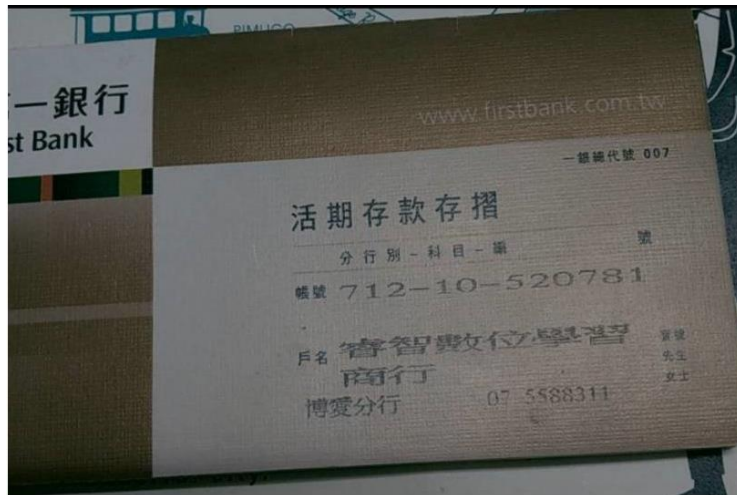 PIMUGO
一銀行
st Bank
www.firstbank.com.tw
一銀總代號 007
活期存款存摺
分行別－科目－編 號
帳號 712-10-520781
戶名 睿智數位學習 寶號
商行 先生
女士
博愛分行 07 5588311